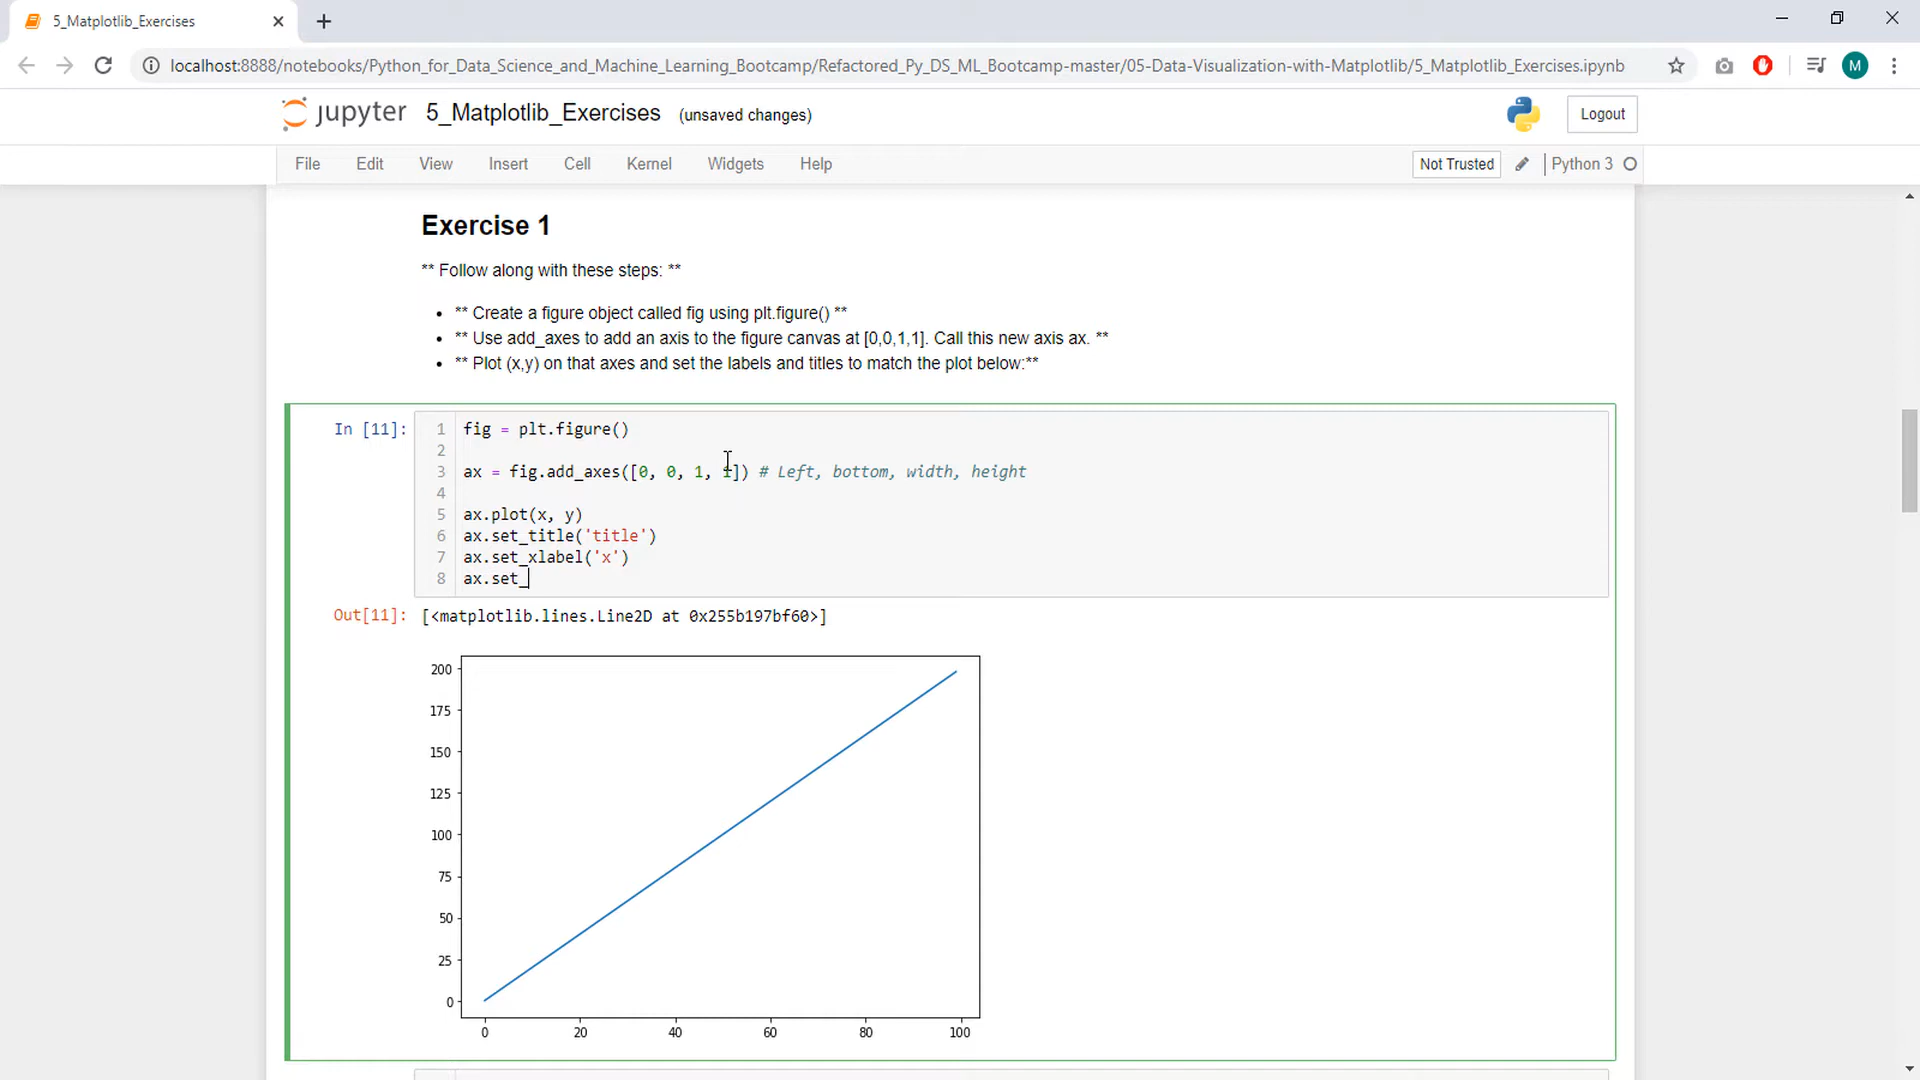 5_Matplotlib_Exercises
localhost:8888/notebooks/Python_for_Data_Science_and_Machine_Learning_Bootcamp/Refactored_Py_DS_ML_Bootcamp-master/05-Data-Visualization-with-Matplotlib/5_Matplotlib_Exercises.ipynb
M
jupyter 5_Matplotlib_Exercises (unsaved changes)
Logout
File Edit View Insert Cell Kernel Widgets Help
Not Trusted Python 3
Exercise 1
** Follow along with these steps: **
• ** Create a figure object called fig using plt.figure() **
• ** Use add_axes to add an axis to the figure canvas at [0,0,1,1]. Call this new axis ax. **
• ** Plot (x,y) on that axes and set the labels and titles to match the plot below:**
In [11]:
1 fig = plt.figure()
2
3 ax = fig.add_axes([0, 0, 1, 1]) # Left, bottom, width, height
4
5 ax.plot(x, y)
6 ax.set_title('title')
7 ax.set_xlabel('x')
8 ax.set_
Out[11]: [<matplotlib.lines.Line2D at 0x255b197bf60>]
200
175
150
125
100
75
50
25
0
0 20 40 60 80 100